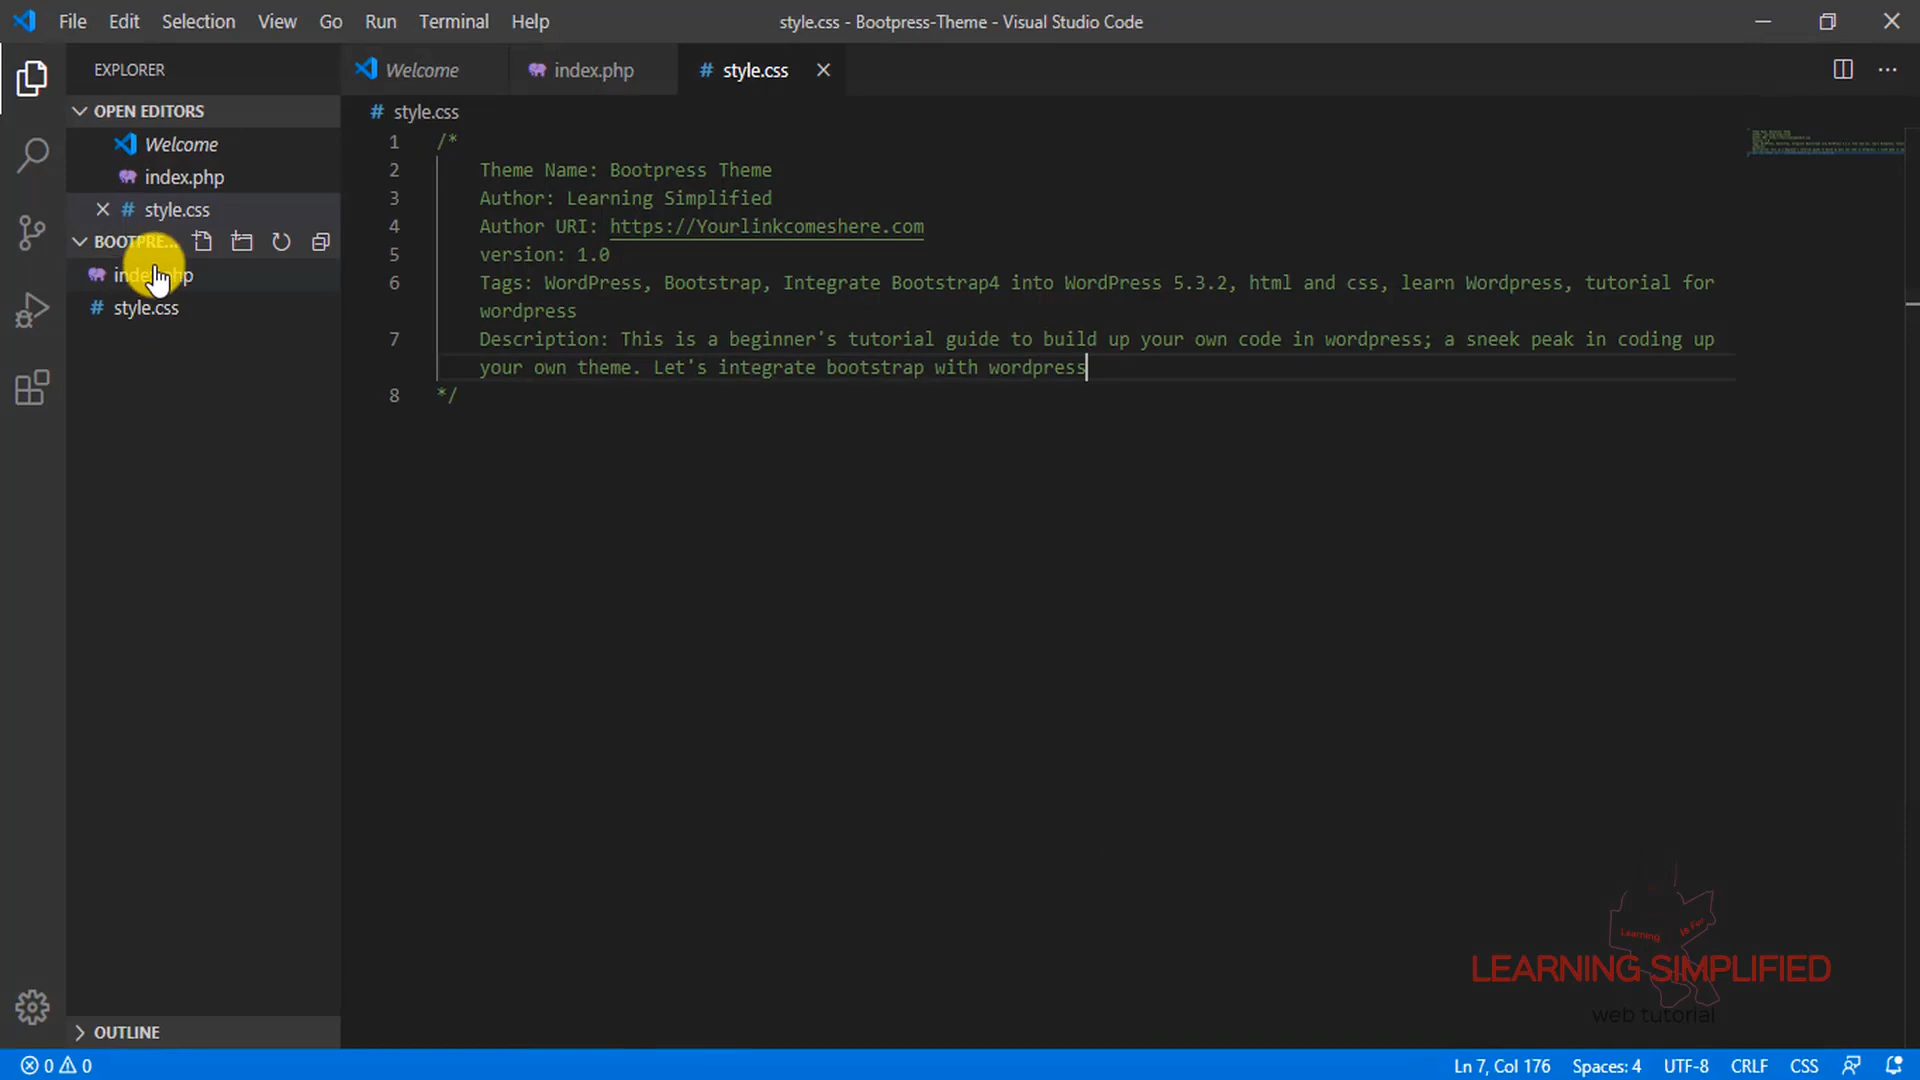 File Edit Selection View Go Run Terminal Help
style.css - Bootpress-Theme - Visual Studio Code
EXPLORER
Welcome
index.php
style.css
OPEN EDITORS
Welcome
index.php
style.css
BOOTPRE...
index.php
style.css
OUTLINE
style.css
1 /*
2 Theme Name: Bootpress Theme
3 Author: Learning Simplified
4 Author URI: https://Yourlinkcomeshere.com
5 version: 1.0
6 Tags: WordPress, Bootstrap, Integrate Bootstrap4 into WordPress 5.3.2, html and css, learn Wordpress, tutorial for
wordpress
7 Description: This is a beginner's tutorial guide to build up your own code in wordpress; a sneek peak in coding up
your own theme. Let's integrate bootstrap with wordpress
8 */
Learning Is For
LEARNING SIMPLIFIED
web tutorial
0 0
Ln 7, Col 176 Spaces: 4 UTF-8 CRLF CSS